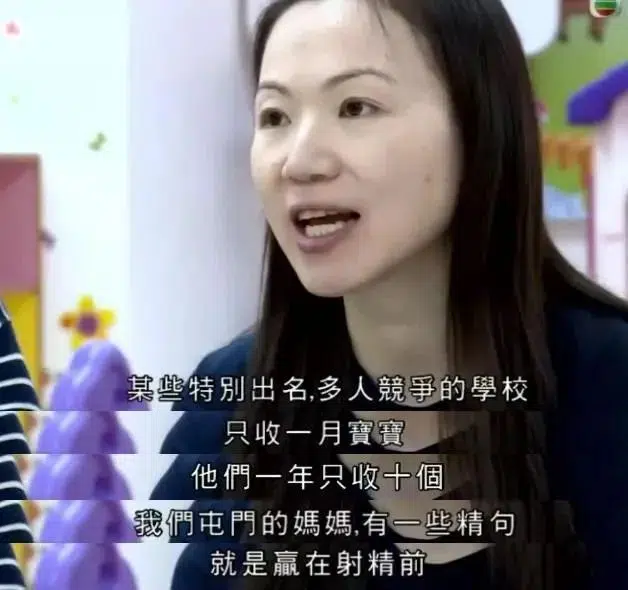 某些特別出名,多人競爭的學校
只收一月寶寶
他們一年只收十個
我們屯門的媽媽,有一些精句
就是贏在射精前